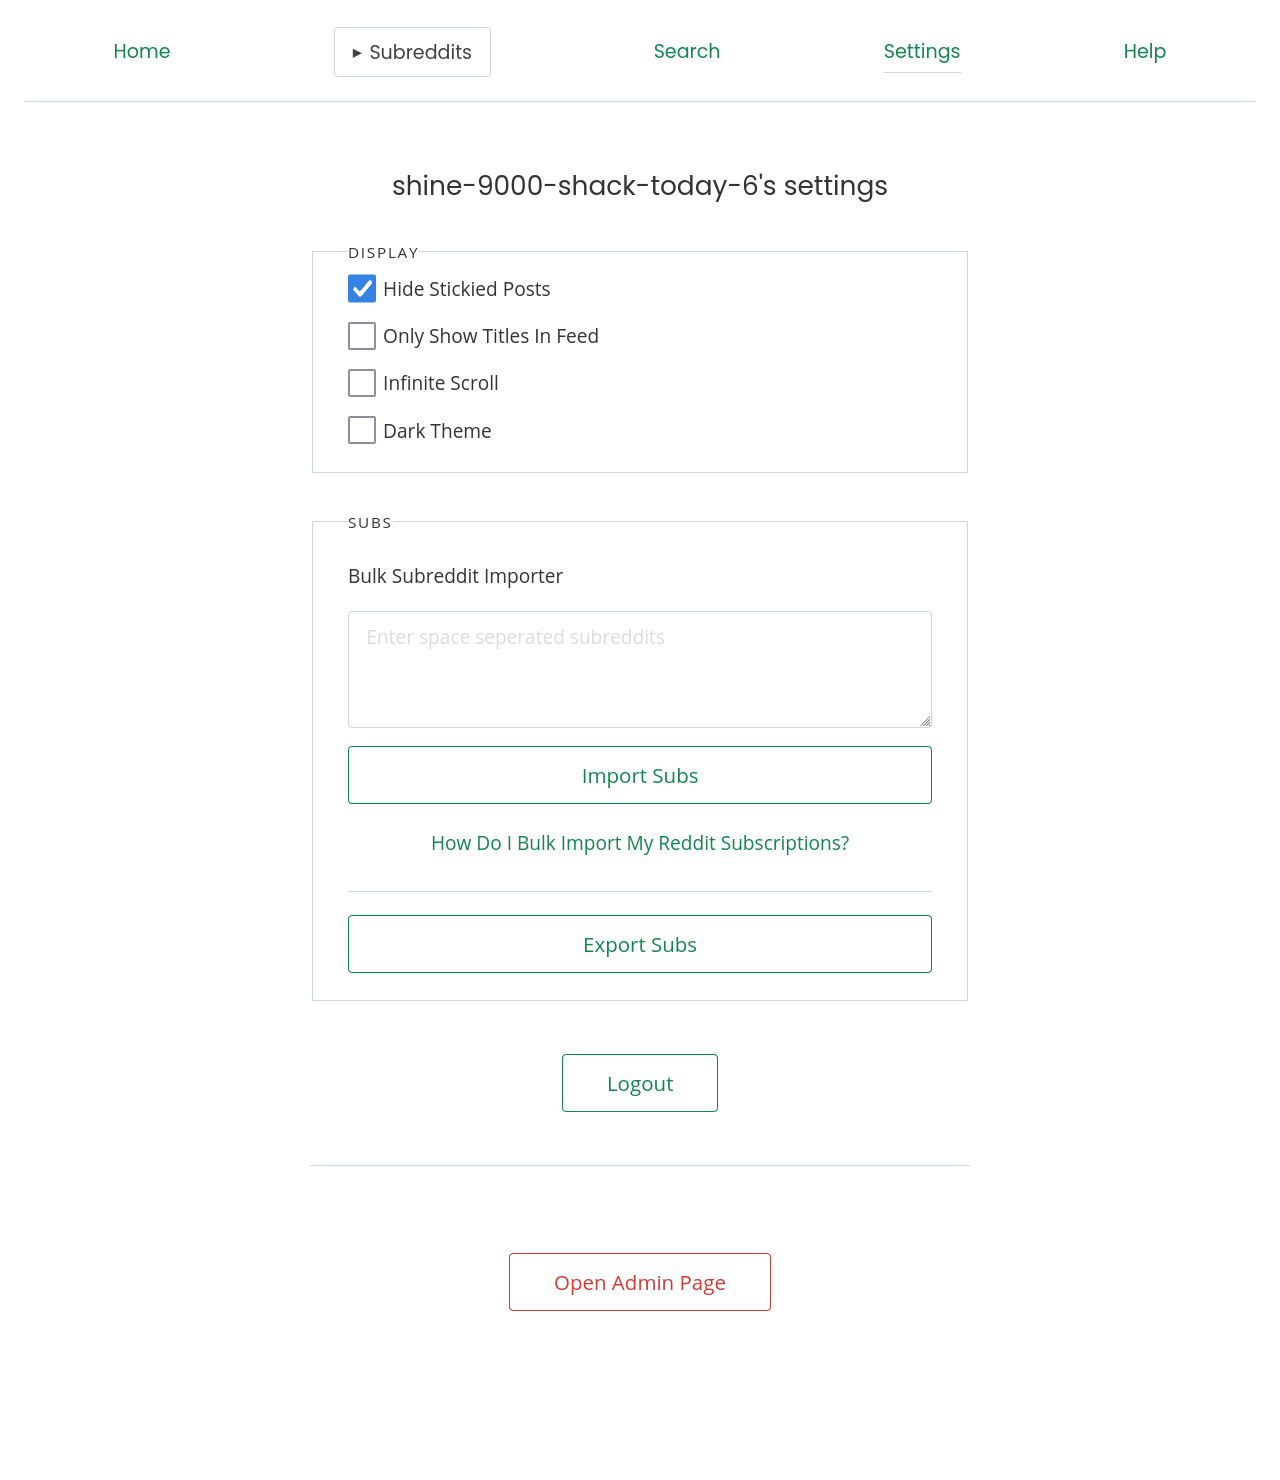 Home
▸ Subreddits
Search
Settings
Help
shine-9000-shack-today-6's settings
DISPLAY
Hide Stickied Posts
Only Show Titles In Feed
Infinite Scroll
Dark Theme
SUBS
Bulk Subreddit Importer
Enter space seperated subreddits
Import Subs
How Do I Bulk Import My Reddit Subscriptions?
Export Subs
Logout
Open Admin Page